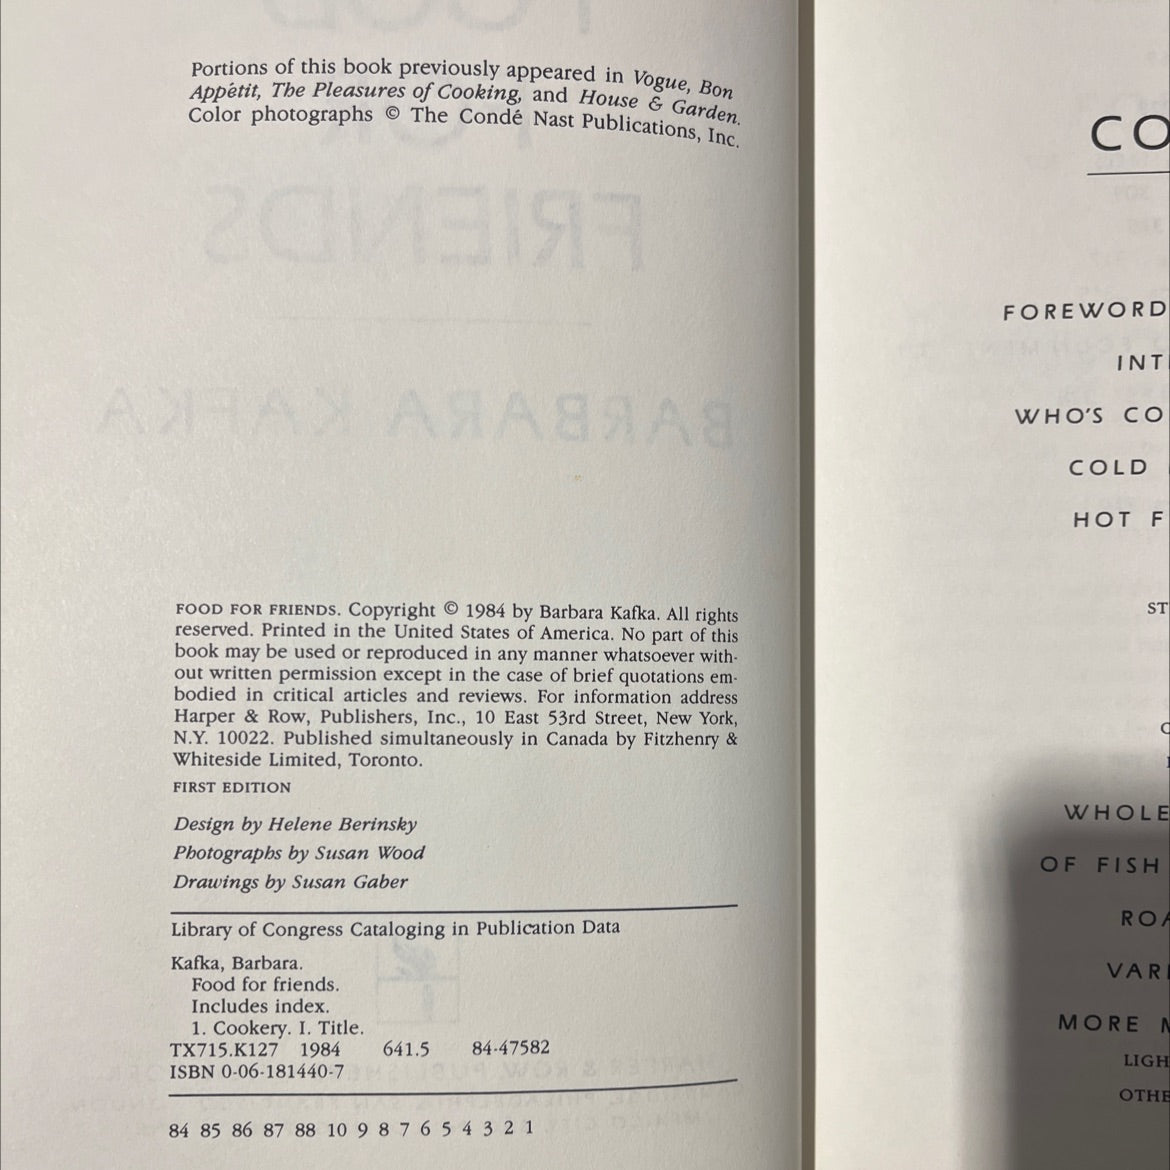 Portions of this book previously appeared in Vogue, Bon
Appétit, The Pleasures of Cooking, and House & Garden.
Color photographs © The Condé Nast Publications, Inc.
FRIENDS
BARBARA KAFKA
FOOD FOR FRIENDS. Copyright © 1984 by Barbara Kafka. All rights
reserved. Printed in the United States of America. No part of this
book may be used or reproduced in any manner whatsoever with-
out written permission except in the case of brief quotations em-
bodied in critical articles and reviews. For information address
Harper & Row, Publishers, Inc., 10 East 53rd Street, New York,
N.Y. 10022. Published simultaneously in Canada by Fitzhenry &
Whiteside Limited, Toronto.
FIRST EDITION
Design by Helene Berinsky
Photographs by Susan Wood
Drawings by Susan Gaber
Library of Congress Cataloging in Publication Data
Kafka, Barbara.
Food for friends.
Includes index.
1. Cookery. I. Title.
TX715.K127 1984 641.5 84-47582
ISBN 0-06-181440-7
84 85 86 87 88 10 9 8 7 6 5 4 3 2 1
CO
FOREWORD
INT
WHO'S CO
COLD
HOT F
ST
WHOLE
OF FISH
ROA
VARI
MORE M
LIGH
OTHE